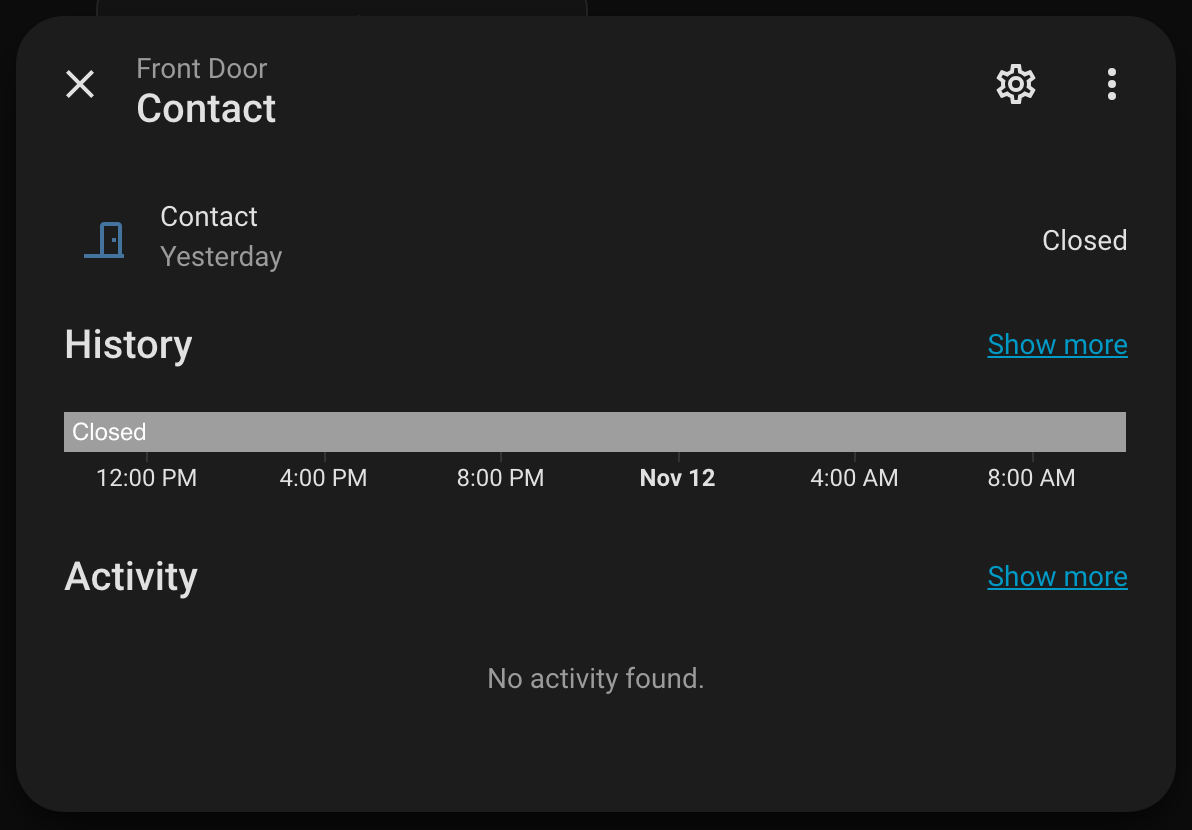 Front Door
Contact
Contact
Yesterday
Closed
History
Show more
Closed
12:00 PM 4:00 PM 8:00 PM Nov 12 4:00 AM 8:00 AM
Activity
Show more
No activity found.